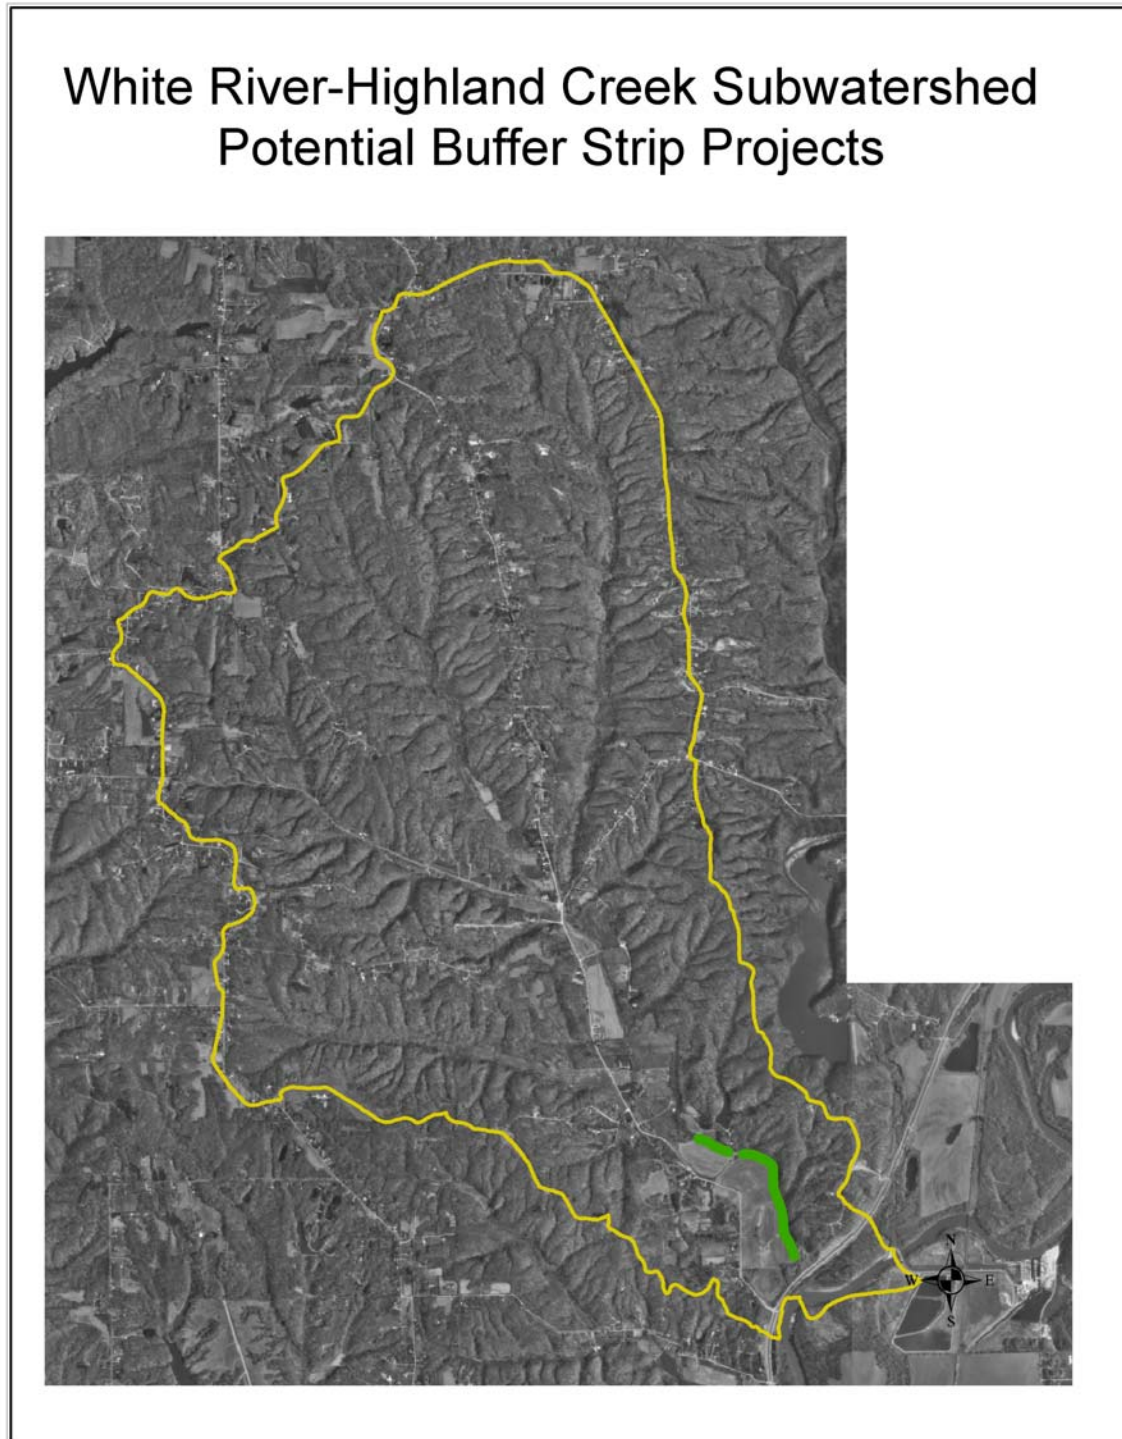 White River-Highland Creek Subwatershed
Potential Buffer Strip Projects
N
W E
S